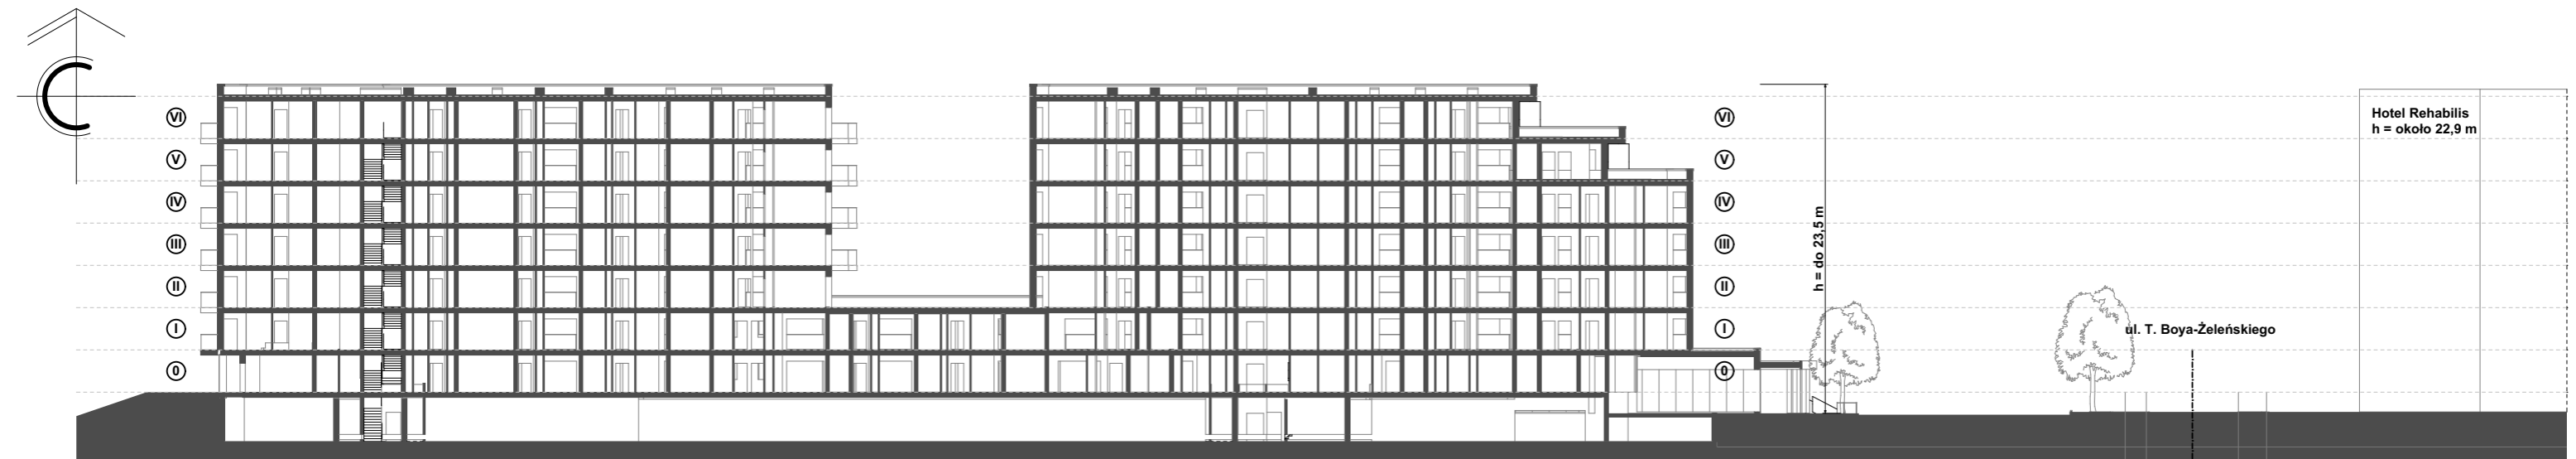 C
VI
V
IV
III
II
I
0
VI
V
IV
III
II
I
0
h = do 23,5 m
ul. T. Boya-Żeleńskiego
Hotel Rehabilis
h = około 22,9 m